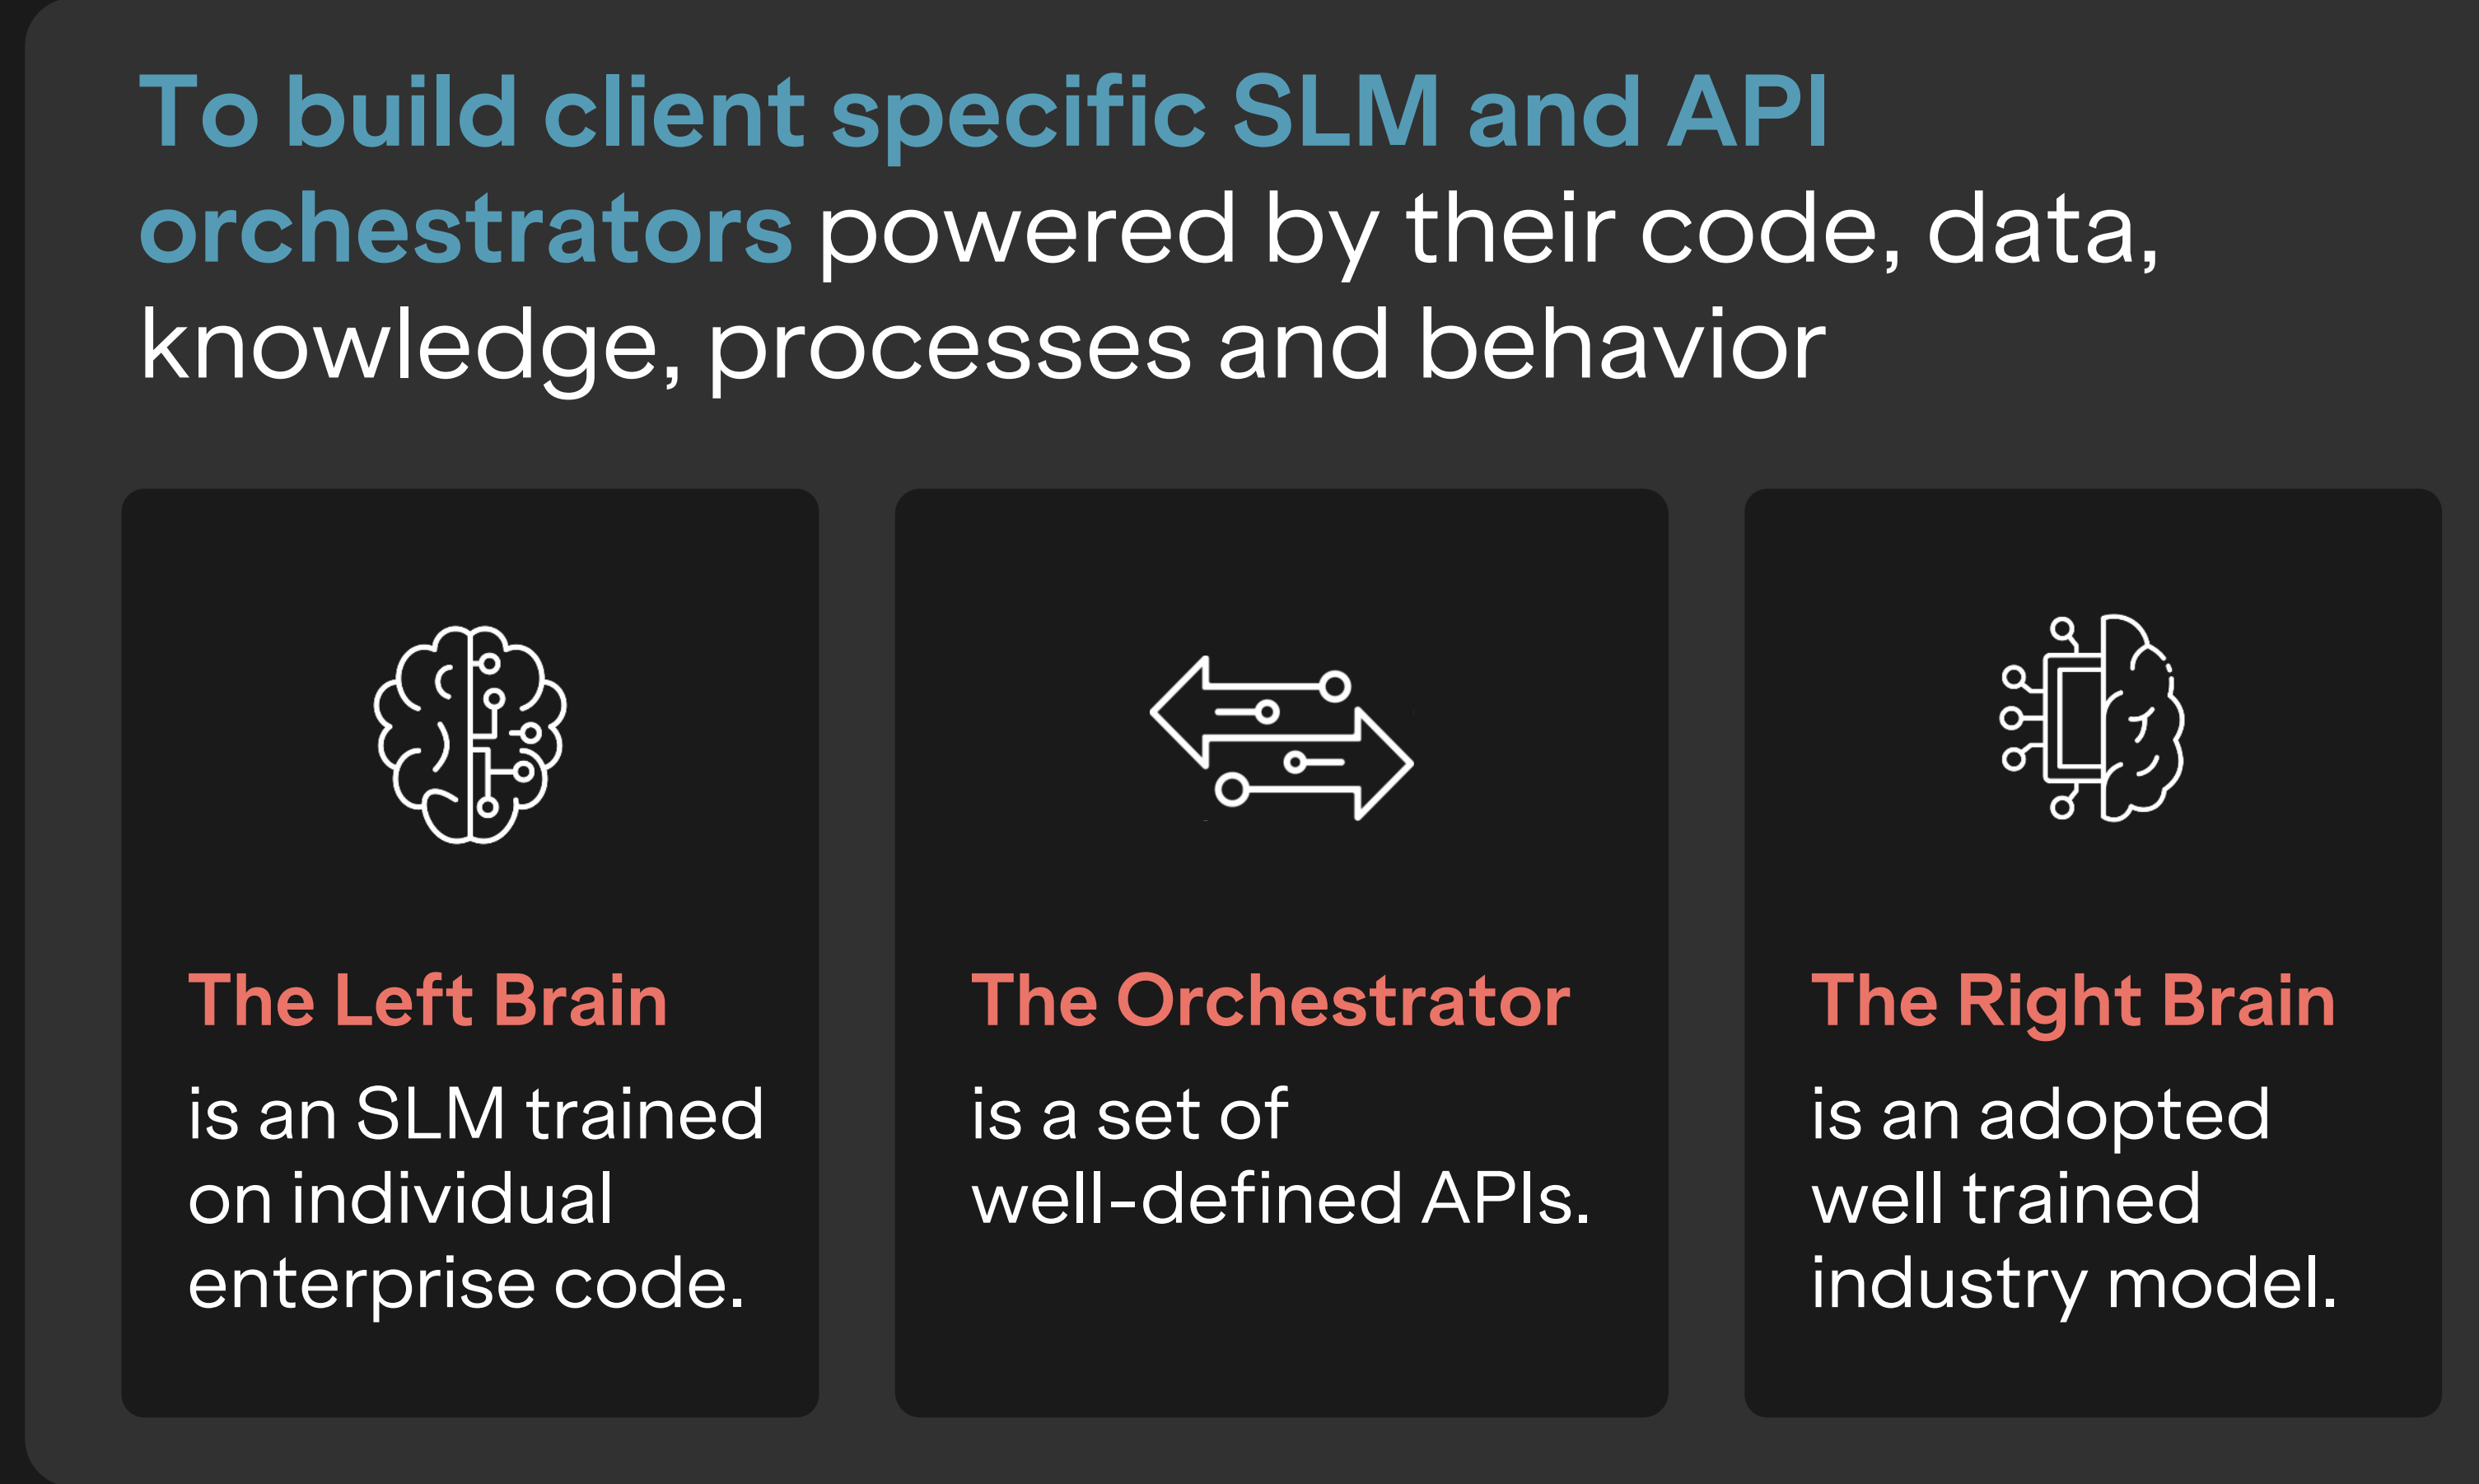 To build client specific SLM and API
orchestrators powered by their code, data,
knowledge, processes and behavior
The Left Brain
is an SLM trained
on individual
enterprise code.
The Orchestrator
is a set of
well-defined APIs.
The Right Brain
is an adopted
well trained
industry model.